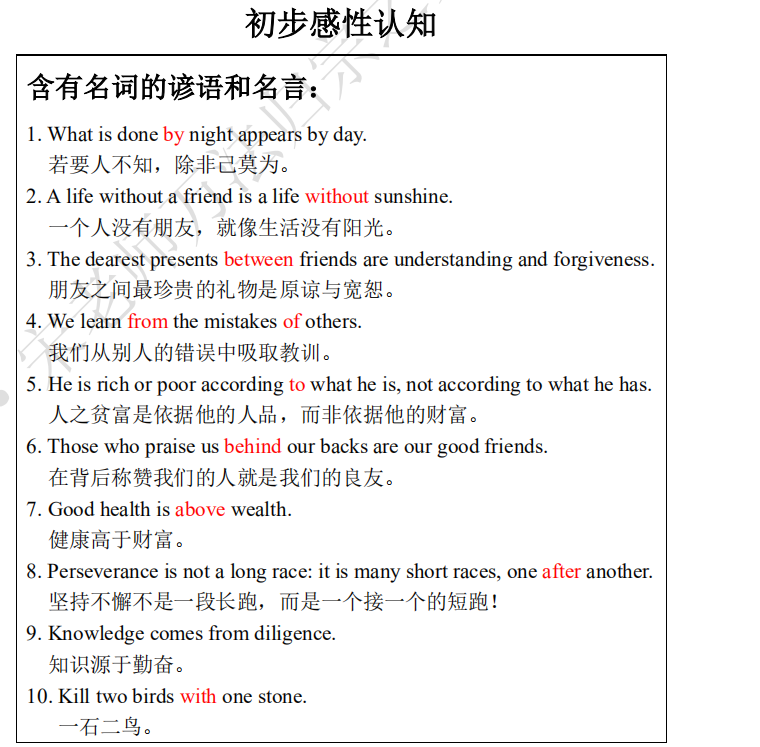 初步感性认知
含有名词的谚语和名言：
1. What is done by night appears by day.
若要人不知，除非己莫为。
2. A life without a friend is a life without sunshine.
一个人没有朋友，就像生活没有阳光。
3. The dearest presents between friends are understanding and forgiveness.
朋友之间最珍贵的礼物是原谅与宽恕。
4. We learn from the mistakes of others.
我们从别人的错误中吸取教训。
5. He is rich or poor according to what he is, not according to what he has.
人之贫富是依据他的人品，而非依据他的财富。
6. Those who praise us behind our backs are our good friends.
在背后称赞我们的人就是我们的良友。
7. Good health is above wealth.
健康高于财富。
8. Perseverance is not a long race: it is many short races, one after another.
坚持不懈不是一段长跑，而是一个接一个的短跑！
9. Knowledge comes from diligence.
知识源于勤奋。
10. Kill two birds with one stone.
一石二鸟。
宋老师万法归宗